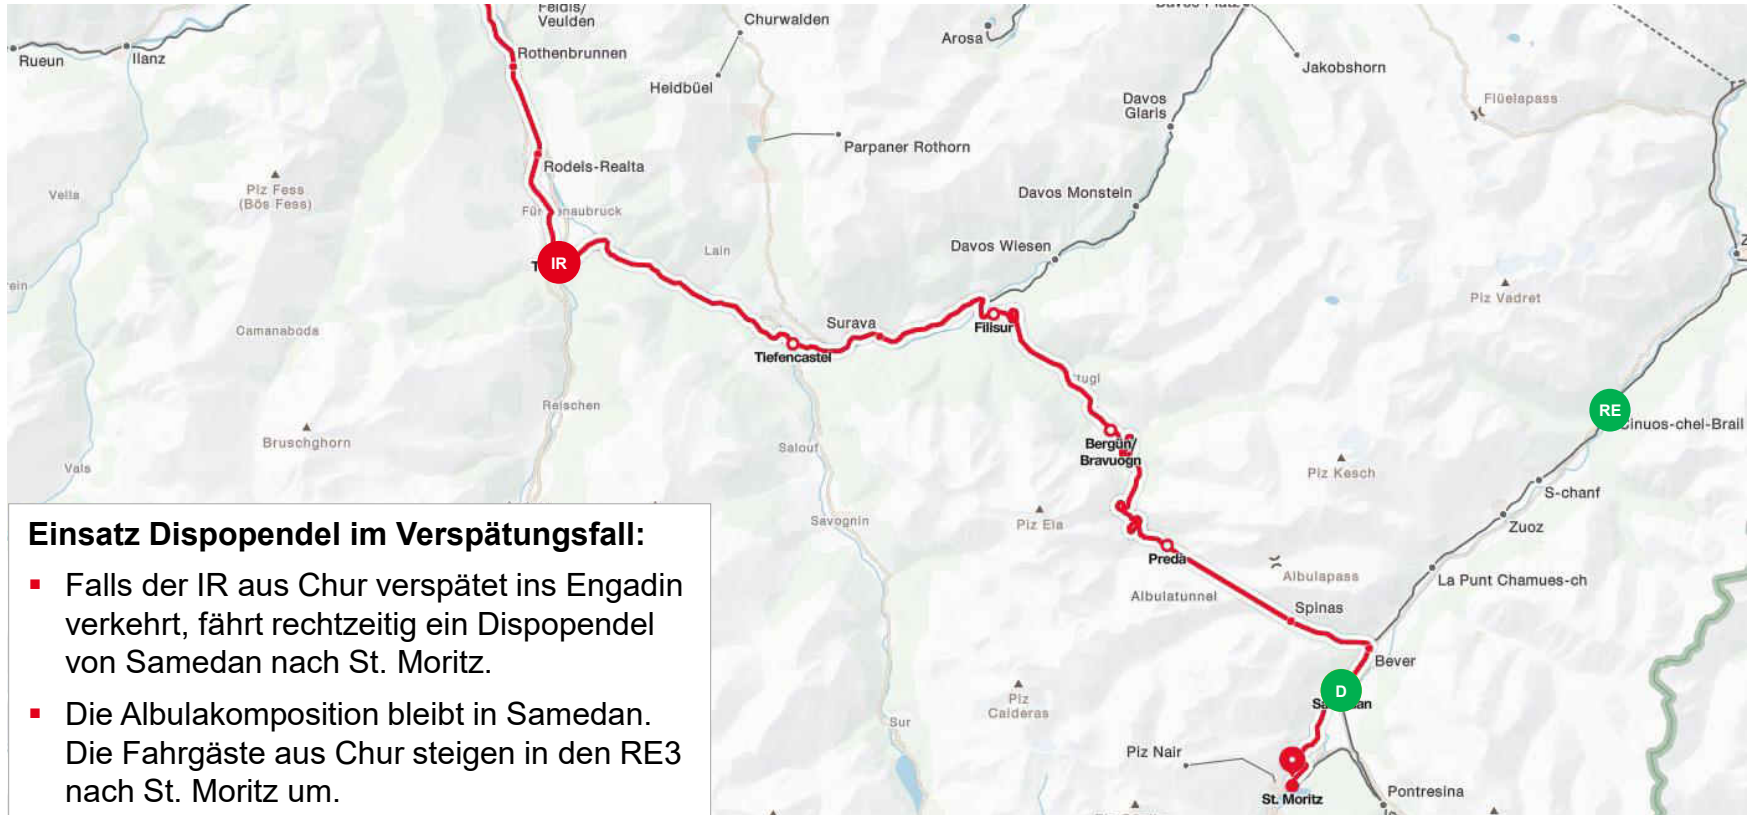 Feldis/
Veulden
Churwalden
Arosa
Rueun
Ilanz
Rothenbrunnen
Heidbüel
Jakobshorn
Davos
Glaris
Flüelapass
Parpaner Rothorn
Rodels-Realta
Vella
Piz Fess
(Bös Fess)
Davos Monstein
Lain
Davos Wiesen
IR
Piz Vadret
Camanaboda
Surava
Filisur
Tiefencastel
Reischen
RE
Cinuos-chel-Brail
Bruschghorn
Vals
Salouf
Bergün/
Bravuogn
Piz Kesch
S-chanf
Savognin
Piz Ela
Zuoz
Preda
Albulapass
La Punt Chamues-ch
Albulatunnel
Spinas
Bever
D
Piz
Calderas
Sur
Piz Nair
St. Moritz
Pontresina
Einsatz Dispopendel im Verspätungsfall:
▪ Falls der IR aus Chur verspätet ins Engadin
verkehrt, fährt rechtzeitig ein Dispopendel
von Samedan nach St. Moritz.
▪ Die Albulakomposition bleibt in Samedan.
Die Fahrgäste aus Chur steigen in den RE3
nach St. Moritz um.